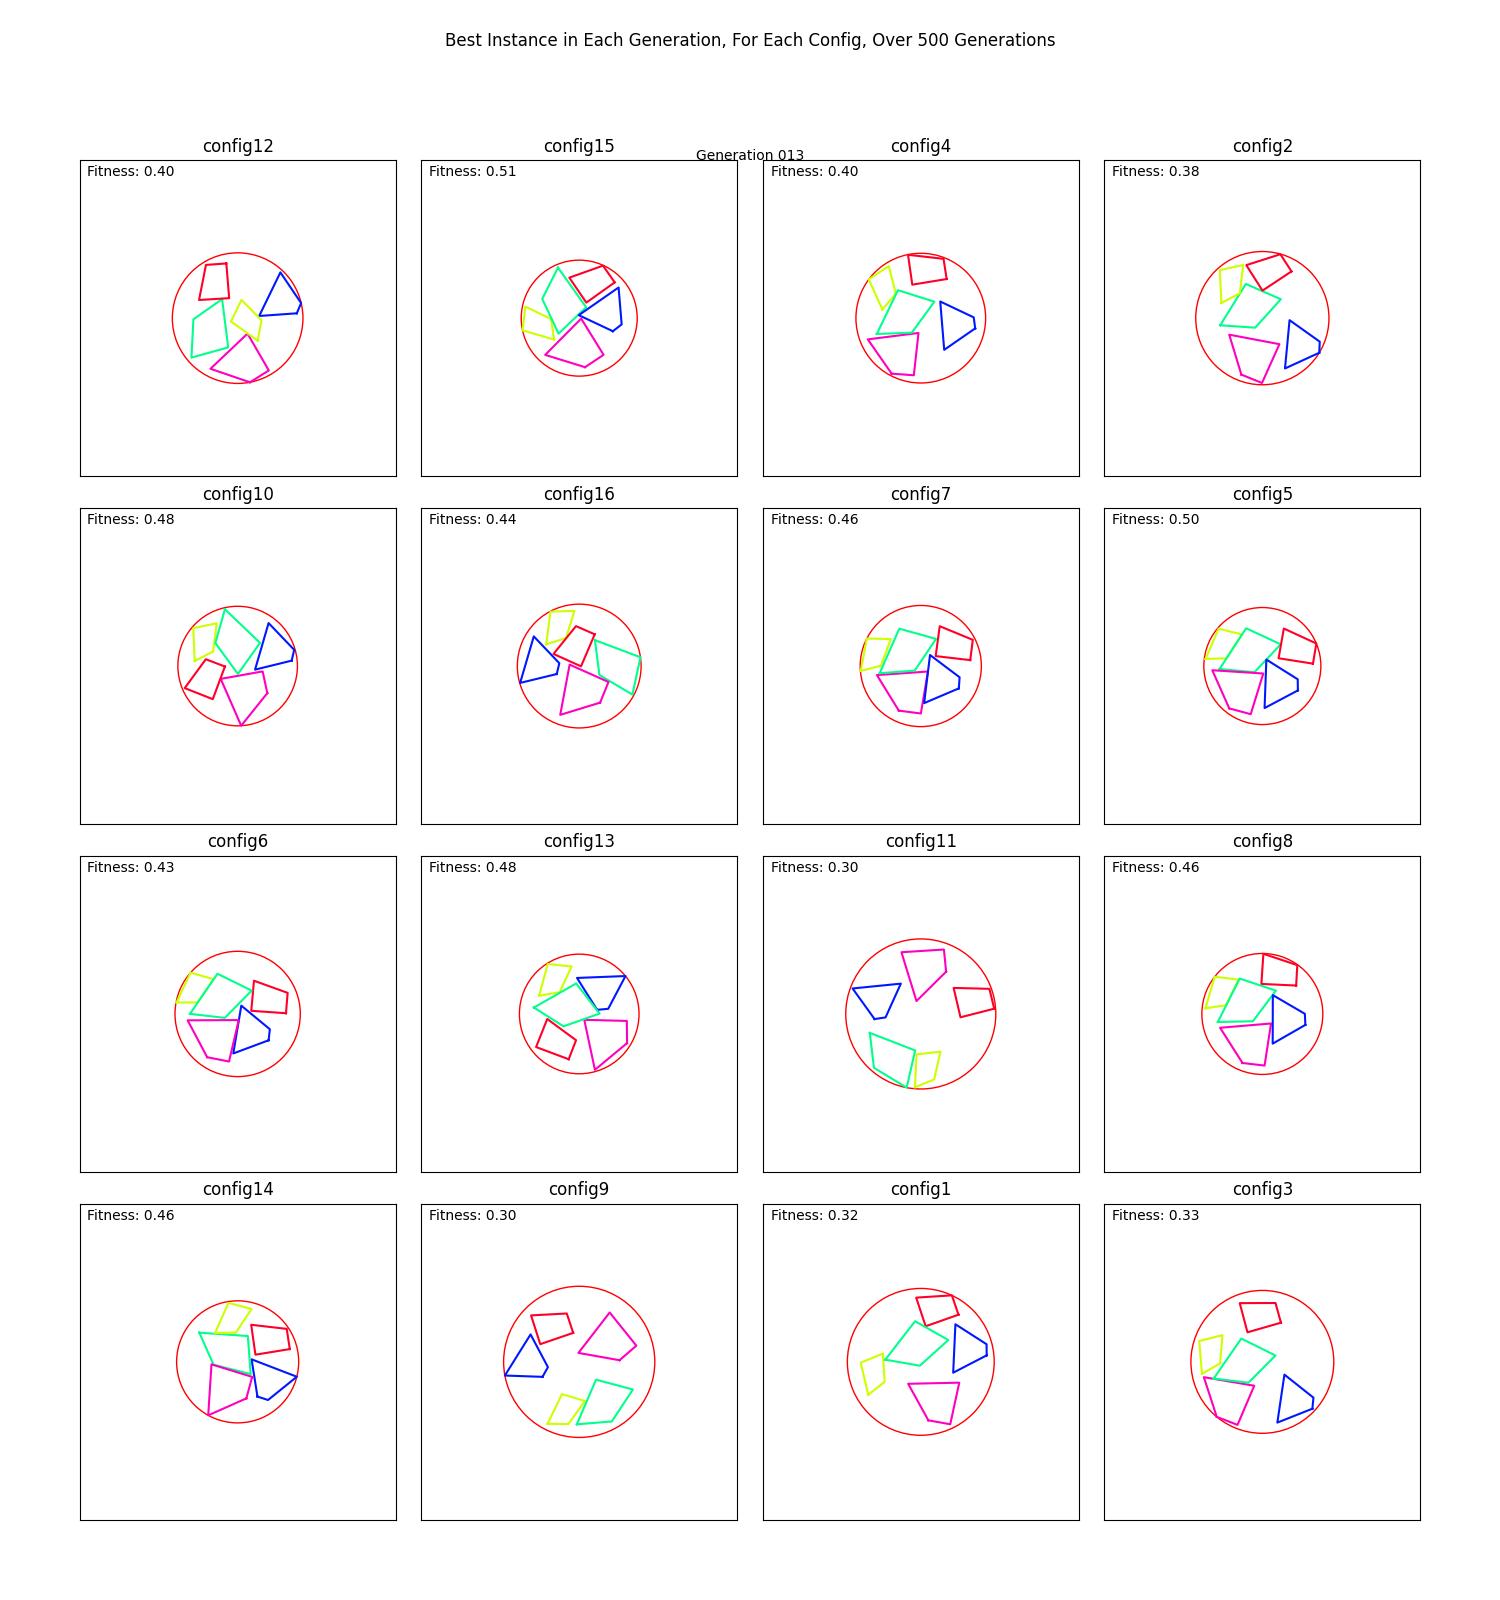 Best Instance in Each Generation, For Each Config, Over 500 Generations
Generation 013
config12
Fitness: 0.40
config15
Fitness: 0.51
config4
Fitness: 0.40
config2
Fitness: 0.38
config10
Fitness: 0.48
config16
Fitness: 0.44
config7
Fitness: 0.46
config5
Fitness: 0.50
config6
Fitness: 0.43
config13
Fitness: 0.48
config11
Fitness: 0.30
config8
Fitness: 0.46
config14
Fitness: 0.46
config9
Fitness: 0.30
config1
Fitness: 0.32
config3
Fitness: 0.33